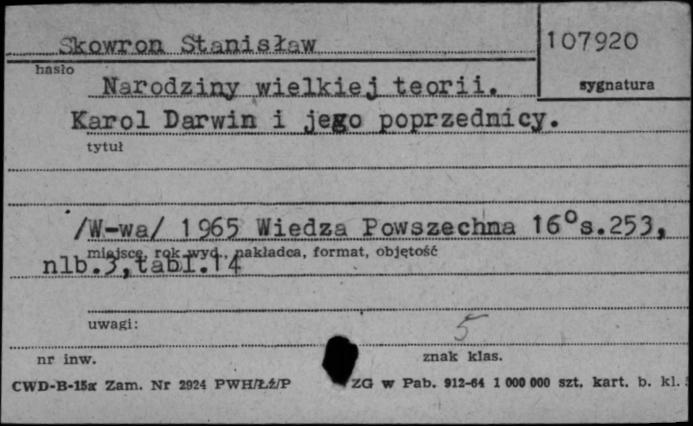 Skowron Stanisław
107920
hasło
sygnatura
Narodziny wielkiej teorii.
Karol Darwin i jego poprzednicy.
tytuł
/W-wa/ 1965 Wiedza Powszechna 16° s.253,
miejsce, rok wyd., nakładca, format, objętość
nlb.3,tabl.14
uwagi:
5
nr inw.
znak klas.
CWD-B-15a Zam. Nr 2924 PWH/Łź/P ZG w Pab. 912-64 1 000 000 szt. kart. b. kl.